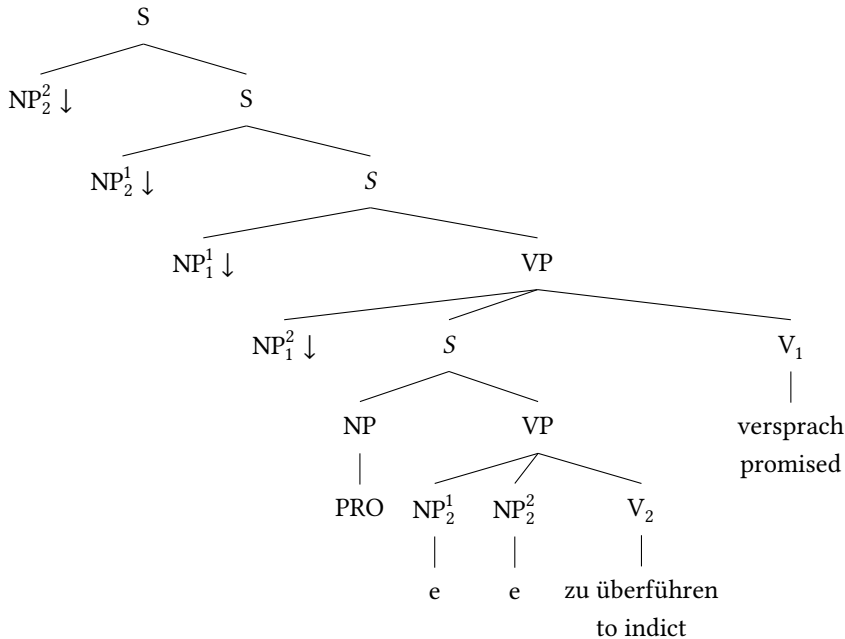 S
NP₂² ↓ S
NP₂¹ ↓ S
NP₁¹ ↓ VP
NP₁² ↓ S V₁
NP VP versprach
promised
PRO NP₂¹ NP₂² V₂
e e zu überführen
to indict